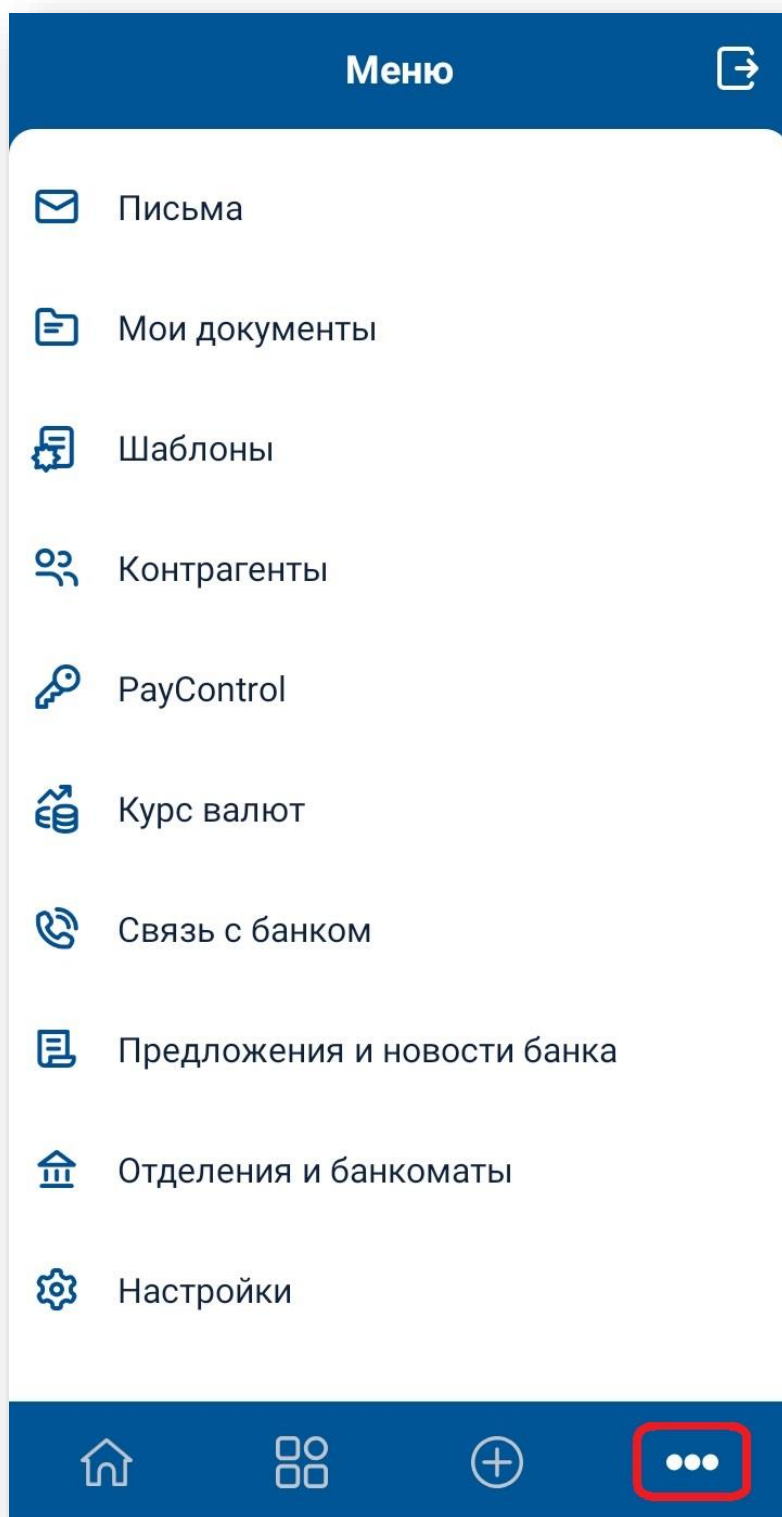 Меню
Письма
Мои документы
Шаблоны
Контрагенты
PayControl
Курс валют
Связь с банком
Предложения и новости банка
Отделения и банкоматы
Настройки